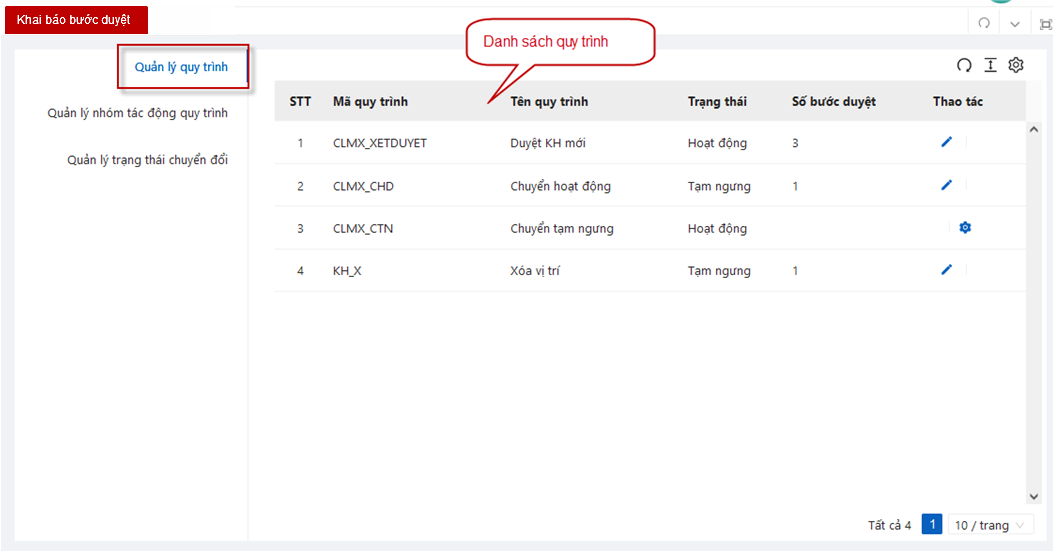 Khai báo bước duyệt
Danh sách quy trình
Quản lý quy trình
Quản lý nhóm tác động quy trình
Quản lý trạng thái chuyển đổi
STT Mã quy trình Tên quy trình Trạng thái Số bước duyệt Thao tác
1 CLMX_XETDUYET Duyệt KH mới Hoạt động 3
2 CLMX_CHD Chuyển hoạt động Tạm ngưng 1
3 CLMX_CTN Chuyển tạm ngưng Hoạt động
4 KH_X Xóa vị trí Tạm ngưng 1
Tất cả 4 1 10 / trang